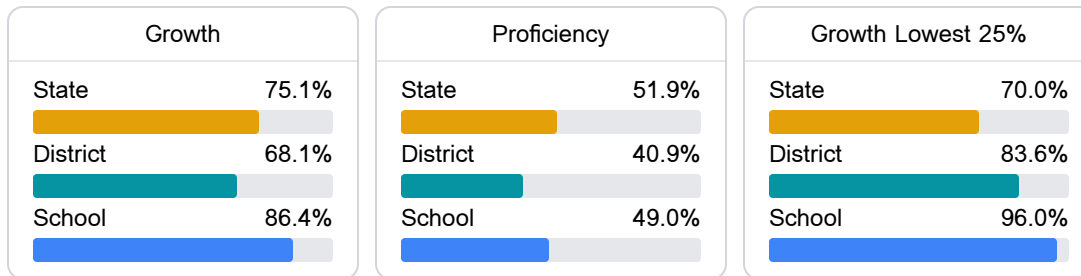 Growth
State 75.1%
District 68.1%
School 86.4%
Proficiency
State 51.9%
District 40.9%
School 49.0%
Growth Lowest 25%
State 70.0%
District 83.6%
School 96.0%